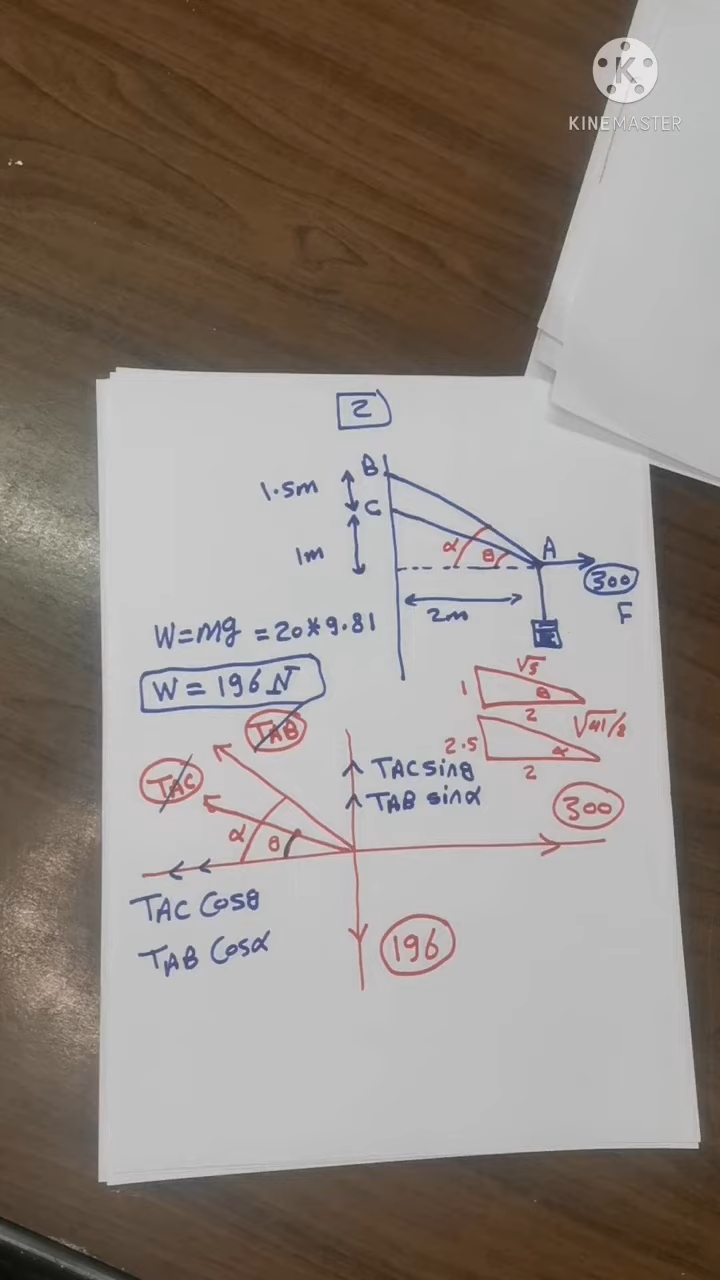 K
KINEMASTER
2
B
1.5m
C
1m
α
θ
A
300
F
2m
W=mg = 20*9.81
W = 196 N
√5
1
θ
2
√41/2
2.5
α
2
TAB
TAC
TAC sinθ
TAB sinα
300
α
θ
TAC Cosθ
TAB Cosα
196